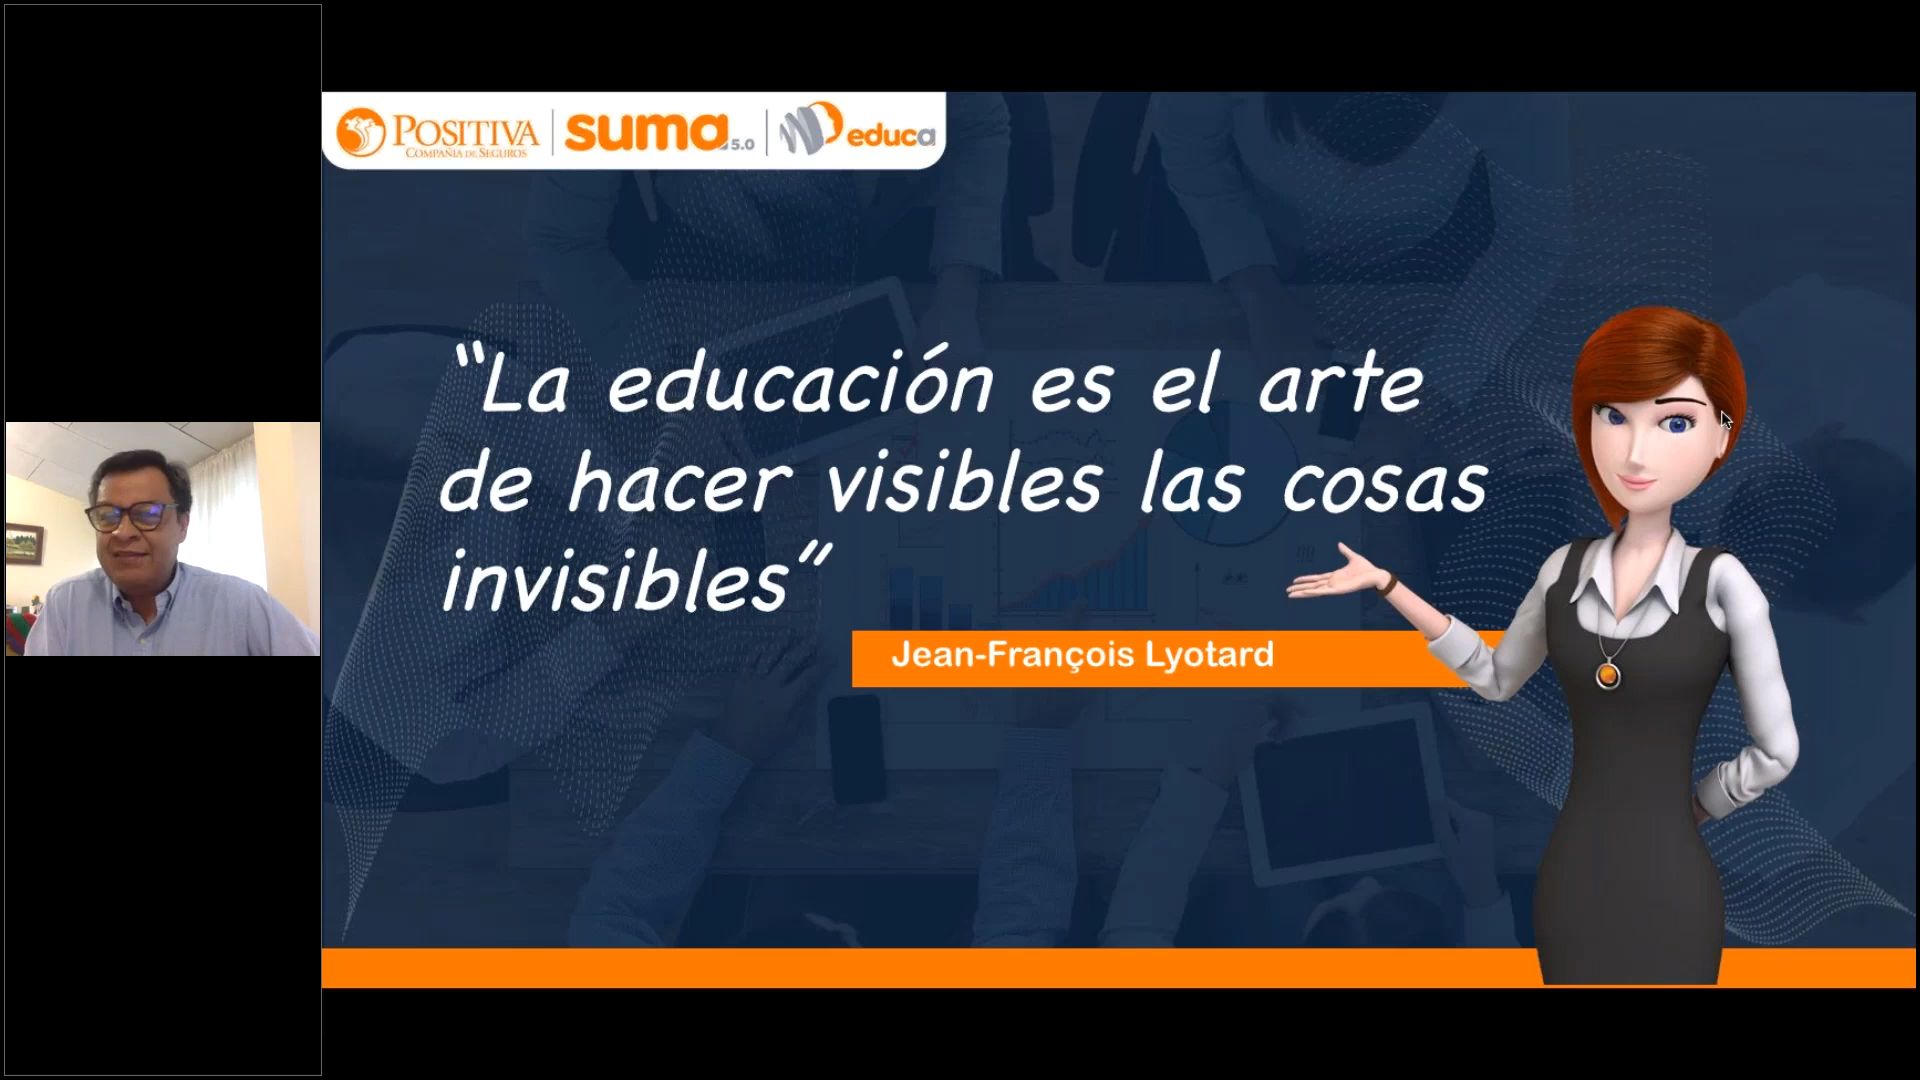 POSITIVA
COMPAÑÍA DE SEGUROS
suma 5.0
educa
“La educación es el arte
de hacer visibles las cosas
invisibles”
Jean-François Lyotard